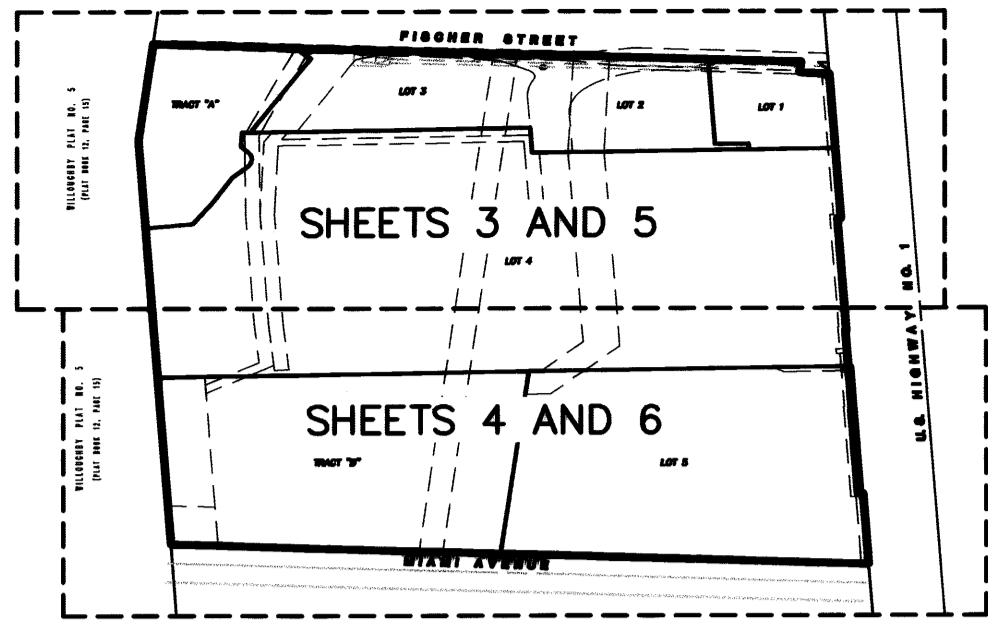 FISCHER STREET
TRACT "A"
LOT 3
LOT 2
LOT 1
WILLOUGHBY PLAT NO. 5
(PLAT BOOK 12, PAGE 15)
SHEETS 3 AND 5
LOT 4
U.S. HIGHWAY NO. 1
WILLOUGHBY PLAT NO. 5
(PLAT BOOK 12, PAGE 15)
SHEETS 4 AND 6
TRACT "B"
LOT 5
MIAMI AVENUE